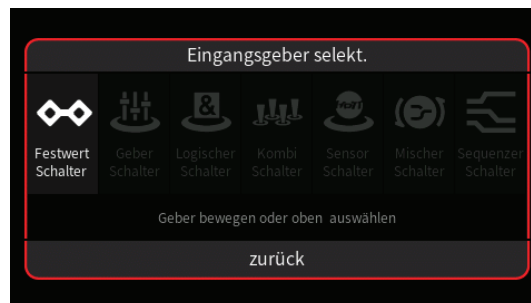 Eingangsgeber selekt.
&
Festwert Geber Logischer Kombi Sensor Mischer Sequenzer
Schalter Schalter Schalter Schalter Schalter Schalter Schalter
Geber bewegen oder oben auswählen
zurück